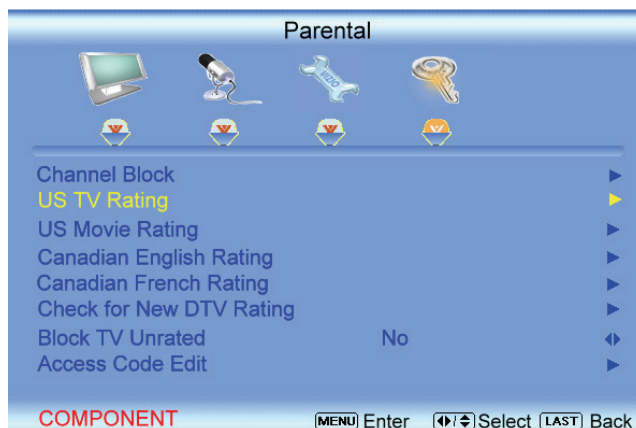 Parental
VIZIO
Channel Block
US TV Rating
US Movie Rating
Canadian English Rating
Canadian French Rating
Check for New DTV Rating
Block TV Unrated No
Access Code Edit
COMPONENT MENU Enter Select LAST Back